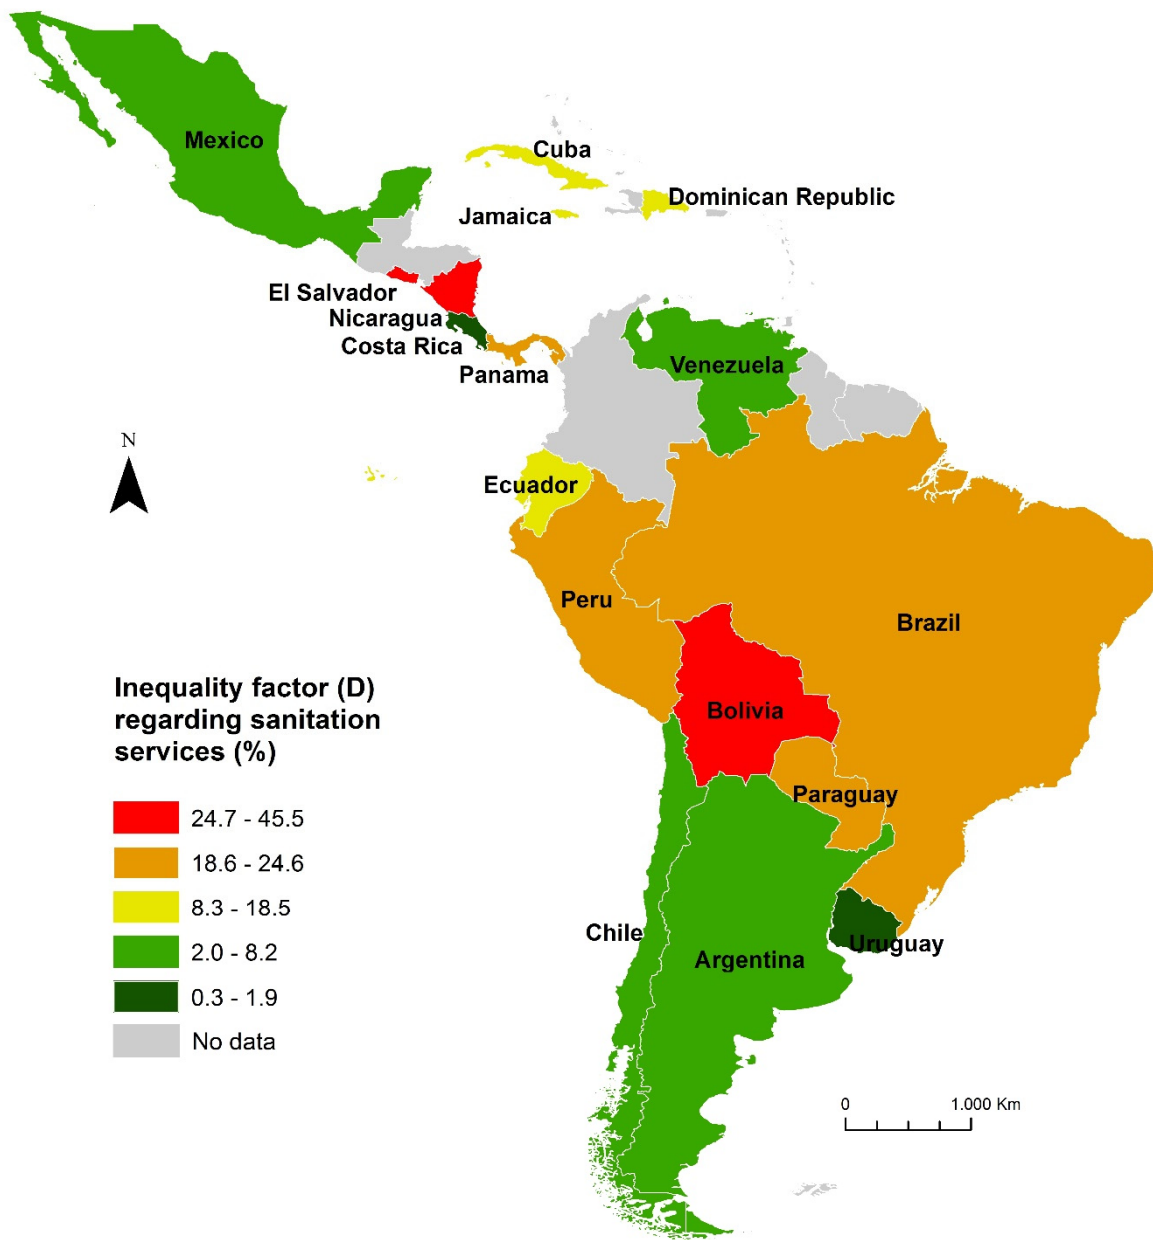 Mexico
Cuba
Dominican Republic
Jamaica
El Salvador
Nicaragua
Costa Rica
Panama
Venezuela
N
Ecuador
Peru
Brazil
Bolivia
Paraguay
Chile
Uruguay
Argentina
Inequality factor (D)
regarding sanitation
services (%)
24.7 - 45.5
18.6 - 24.6
8.3 - 18.5
2.0 - 8.2
0.3 - 1.9
No data
0 1.000 Km